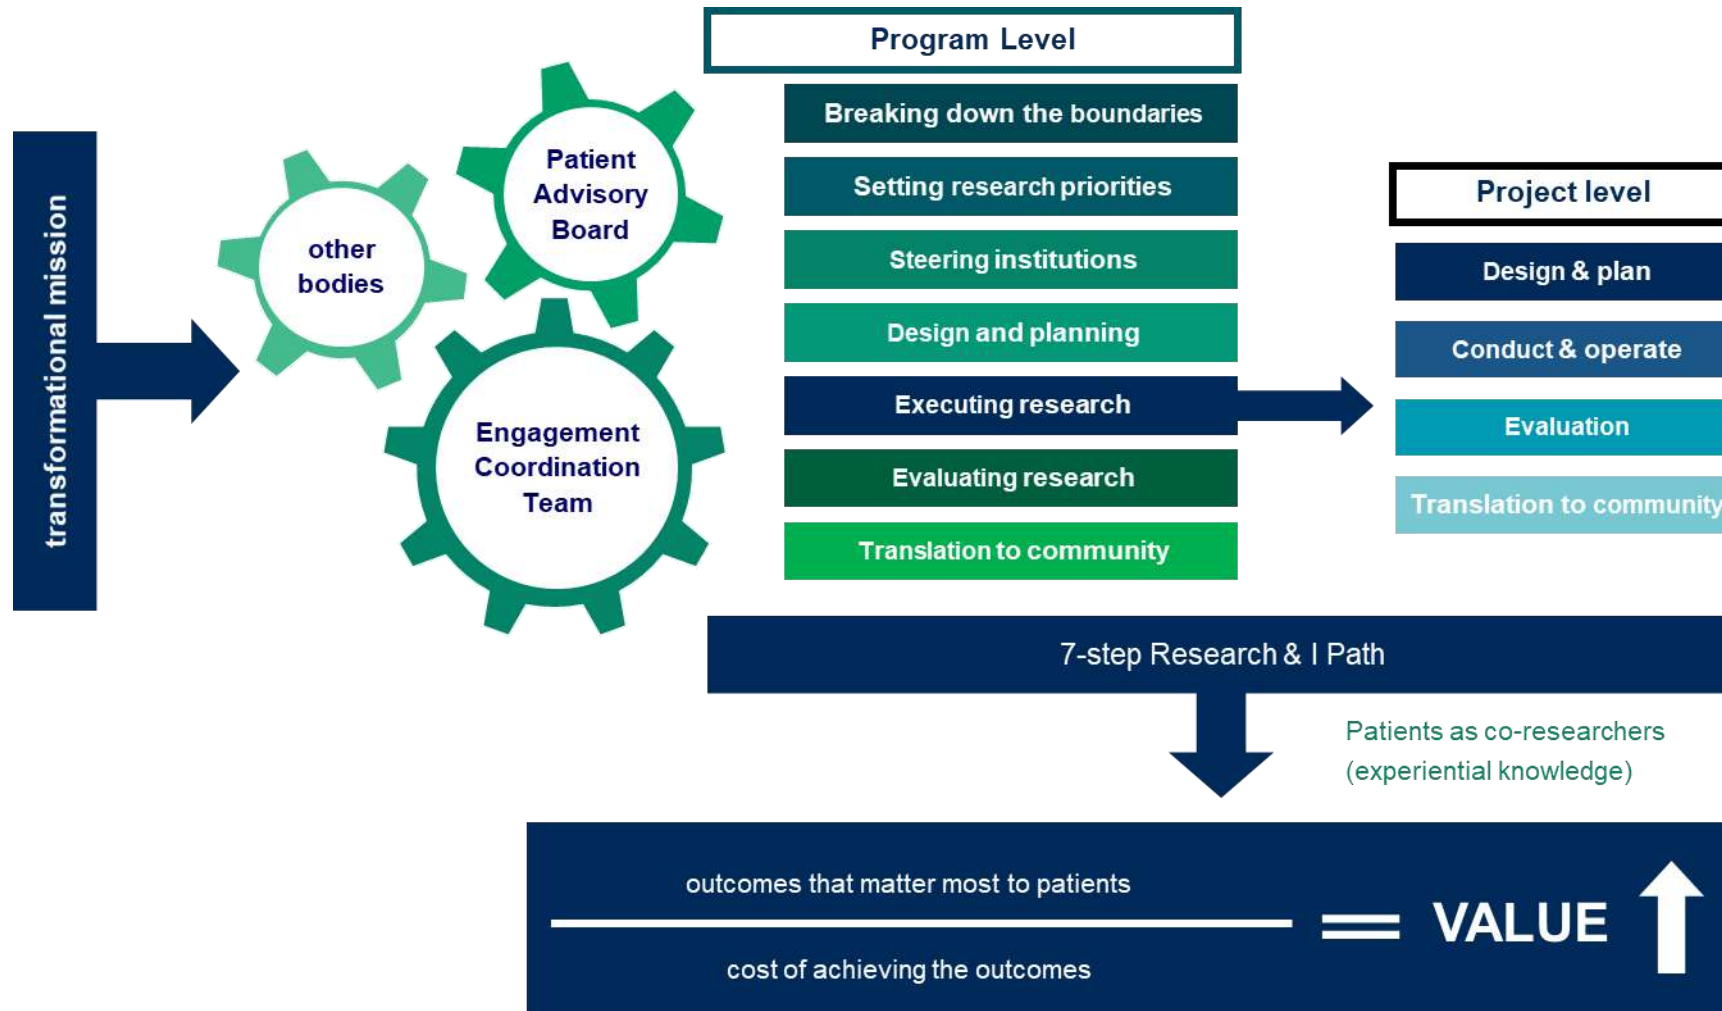 transformational mission
other
bodies
Patient
Advisory
Board
Engagement
Coordination
Team
Program Level
Breaking down the boundaries
Setting research priorities
Steering institutions
Design and planning
Executing research
Evaluating research
Translation to community
Project level
Design & plan
Conduct & operate
Evaluation
Translation to community
7-step Research & I Path
Patients as co-researchers
(experiential knowledge)
outcomes that matter most to patients
cost of achieving the outcomes
= VALUE